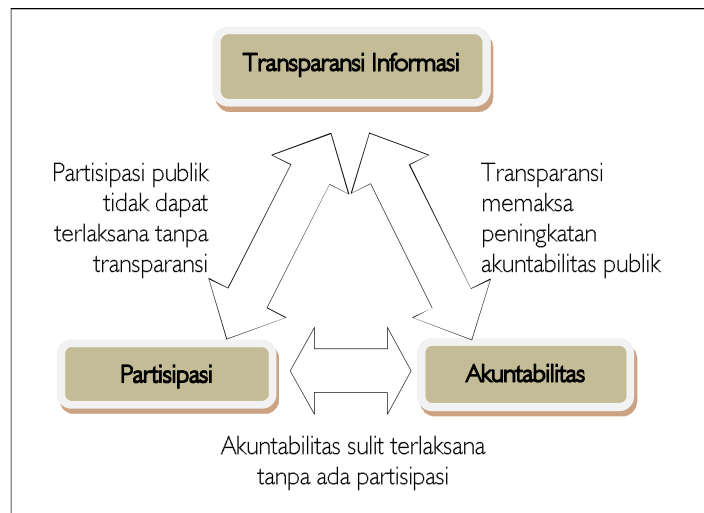 Transparansi Informasi
Partisipasi publik
tidak dapat
terlaksana tanpa
transparansi
Transparansi
memaksa
peningkatan
akuntabilitas publik
Partisipasi
Akuntabilitas
Akuntabilitas sulit terlaksana
tanpa ada partisipasi